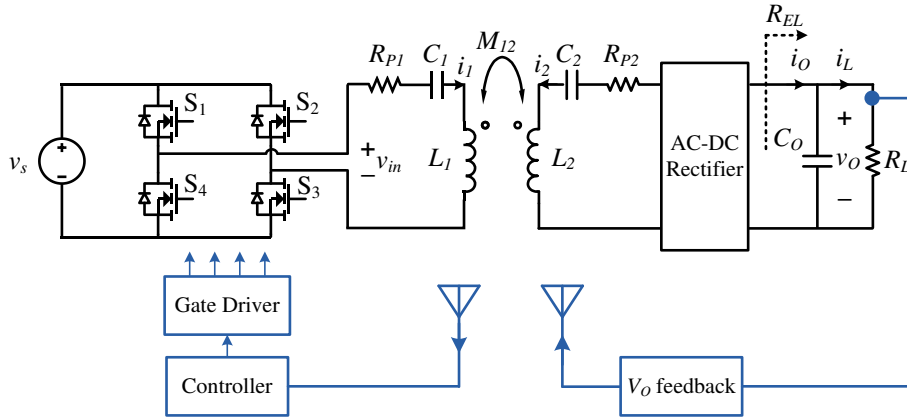 R_EL
M_12
R_P1 C_1 i_1 i_2 C_2 R_P2 i_O i_L
S_1 S_2
v_s + − + v_in − L_1 L_2 AC-DC Rectifier C_O + v_O − R_L
S_4 S_3
Gate Driver
Controller V_O feedback